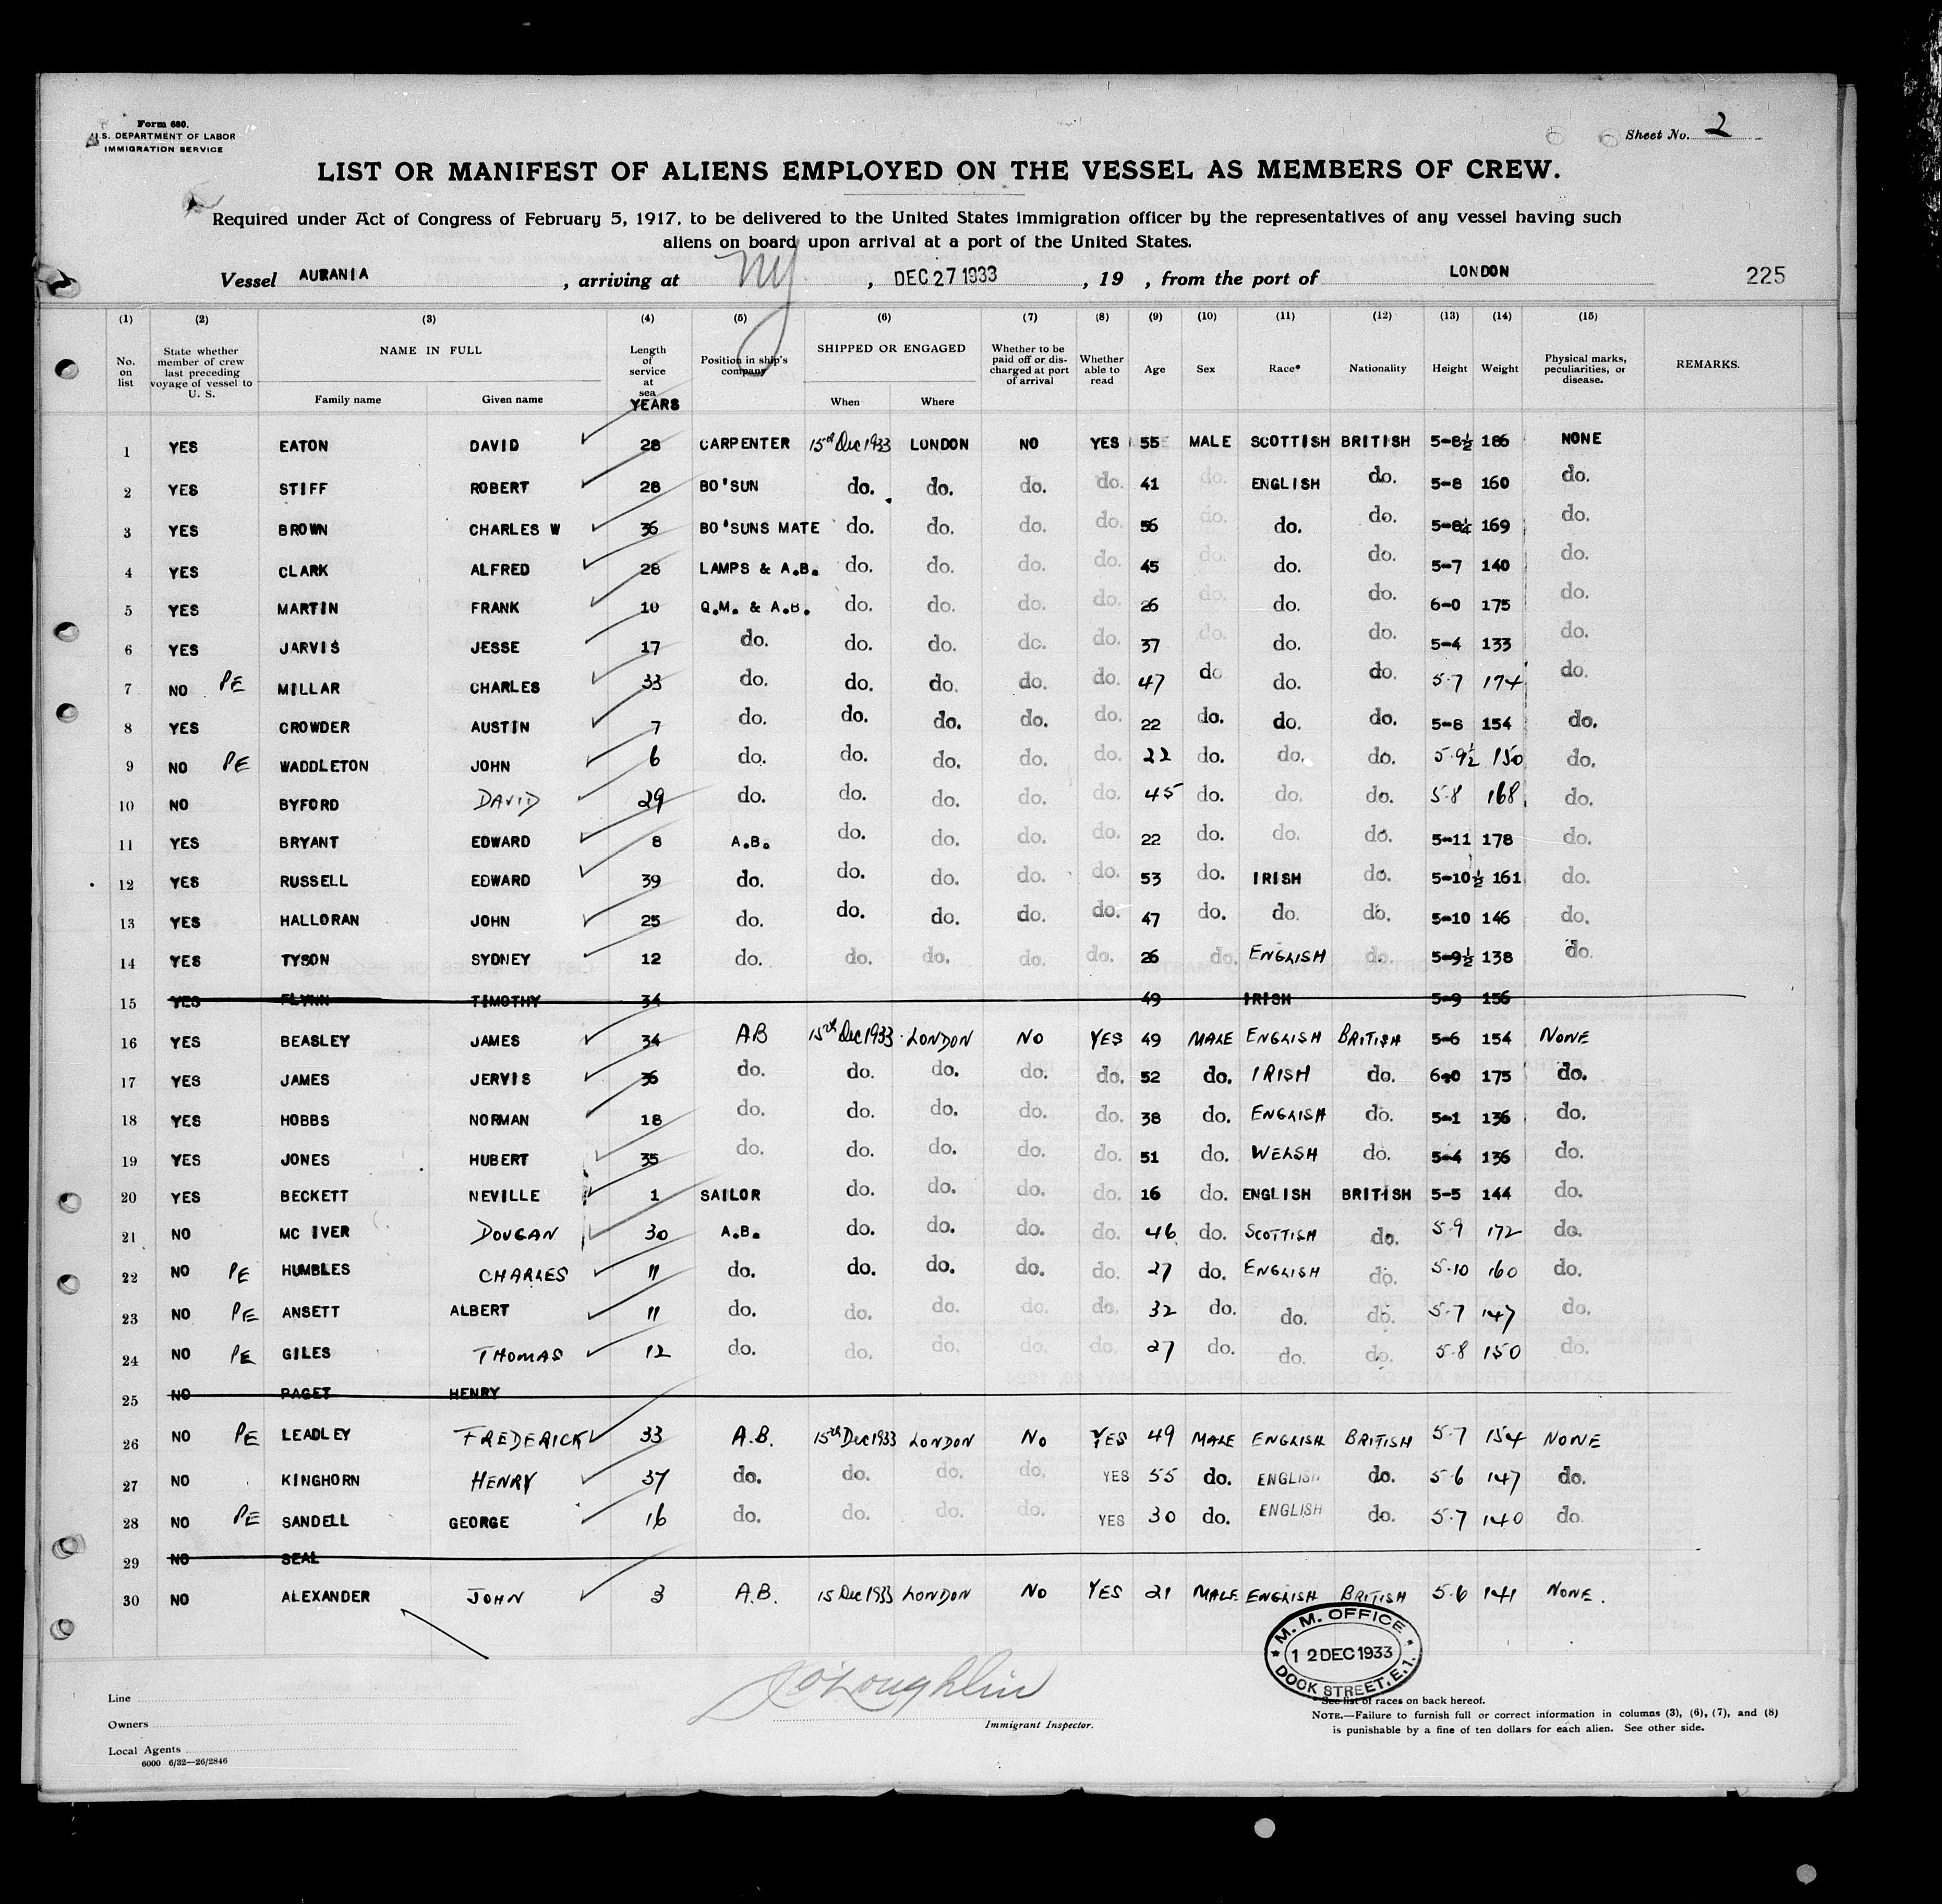 Form 680.
U.S. DEPARTMENT OF LABOR
IMMIGRATION SERVICE
Sheet No. 2
LIST OR MANIFEST OF ALIENS EMPLOYED ON THE VESSEL AS MEMBERS OF CREW.
Required under Act of Congress of February 5, 1917, to be delivered to the United States immigration officer by the representatives of any vessel having such
aliens on board upon arrival at a port of the United States.
Vessel AURANIA, arriving at NY, DEC 27 1933, 19 , from the port of LONDON 225
(1) (2) (3) (4) (5) (6) (7) (8) (9) (10) (11) (12) (13) (14) (15)
No. on list State whether member of crew last preceding voyage of vessel to U. S. NAME IN FULL Family name Given name Length of service at sea YEARS Position in ship's company SHIPPED OR ENGAGED When Where Whether to be paid off or discharged at port of arrival Whether able to read Age Sex Race* Nationality Height Weight Physical marks, peculiarities, or disease. REMARKS.
1 YES EATON DAVID 28 CARPENTER 15th Dec 1933 LONDON NO YES 55 MALE SCOTTISH BRITISH 5-8½ 186 NONE
2 YES STIFF ROBERT 28 BO'SUN do. do. do. do. 41 do. ENGLISH do. 5-8 160 do.
3 YES BROWN CHARLES W 36 BO'SUNS MATE do. do. do. do. 56 do. do. do. 5-8¼ 169 do.
4 YES CLARK ALFRED 28 LAMPS & A.B. do. do. do. do. 45 do. do. do. 5-7 140 do.
5 YES MARTIN FRANK 10 Q.M. & A.B. do. do. do. do. 26 do. do. do. 6-0 175 do.
6 YES JARVIS JESSE 17 do. do. do. do. do. 37 do. do. do. 5-4 133 do.
7 NO PE MILLAR CHARLES 33 do. do. do. do. do. 47 do do. do. 5-7 174 do.
8 YES CROWDER AUSTIN 7 do. do. do. do. do. 22 do. do. do. 5-8 154 do.
9 NO PE WADDLETON JOHN 6 do. do. do. do. do. 22 do. do. do. 5-9½ 150 do.
10 NO BYFORD DAVID 29 do. do. do. do. do. 45 do. do. do. 5-8 168 do.
11 YES BRYANT EDWARD 8 A.B. do. do. do. do. 22 do. do. do. 5-11 178 do.
12 YES RUSSELL EDWARD 39 do. do. do. do. do. 53 do. IRISH do. 5-10½ 161 do.
13 YES HALLORAN JOHN 25 do. do. do. do. do. 47 do. do. do. 5-10 146 do.
14 YES TYSON SYDNEY 12 do. do. do. do. do. 26 do. ENGLISH do. 5-9½ 138 do.
15 YES FLYNN TIMOTHY 34 49 IRISH 5-9 156
16 YES BEASLEY JAMES 34 AB 15th Dec 1933 LONDON NO YES 49 MALE ENGLISH BRITISH 5-6 154 NONE
17 YES JAMES JERVIS 36 do. do. do. do. do. 52 do. IRISH do. 6-0 175 do.
18 YES HOBBS NORMAN 18 do. do. do. do. do. 38 do. ENGLISH do. 5-1 136 do.
19 YES JONES HUBERT 35 do. do. do. do. do. 51 do. WELSH do. 5-4 136 do.
20 YES BECKETT NEVILLE 1 SAILOR do. do. do. do. 16 do. ENGLISH BRITISH 5-5 144 do.
21 NO MC IVER DOUGAN 30 A.B. do. do. do. do. 46 do. SCOTTISH do. 5-9 172 do.
22 NO PE HUMBLES CHARLES 11 do. do. do. do. do. 27 do. ENGLISH do. 5-10 160 do.
23 NO PE ANSETT ALBERT 11 do. do. do. do. do. 32 do. do. do. 5-7 147 do.
24 NO PE GILES THOMAS 12 do. do. do. do. do. 27 do. do. do. 5-8 150 do.
25 NO PAGET HENRY
26 NO PE LEADLEY FREDERICK 33 A.B. 15th Dec 1933 LONDON NO YES 49 MALE ENGLISH BRITISH 5-7 154 NONE
27 NO KINGHORN HENRY 37 do. do. do. do. YES 55 do. ENGLISH do. 5-6 147 do.
28 NO PE SANDELL GEORGE 16 do. do. do. do. YES 30 do. ENGLISH do. 5-7 140 do.
29 NO SEAL
30 NO ALEXANDER JOHN 3 A.B. 15 Dec 1933 LONDON NO YES 21 MALE ENGLISH BRITISH 5-6 141 NONE.
M. M. OFFICE
12 DEC 1933
DOCK STREET, E.1.
O'Loughlin
Immigrant Inspector.
Line
Owners
Local Agents
6000 6/32—26/2846
* See list of races on back hereof.
NOTE.—Failure to furnish full or correct information in columns (3), (6), (7), and (8)
is punishable by a fine of ten dollars for each alien. See other side.